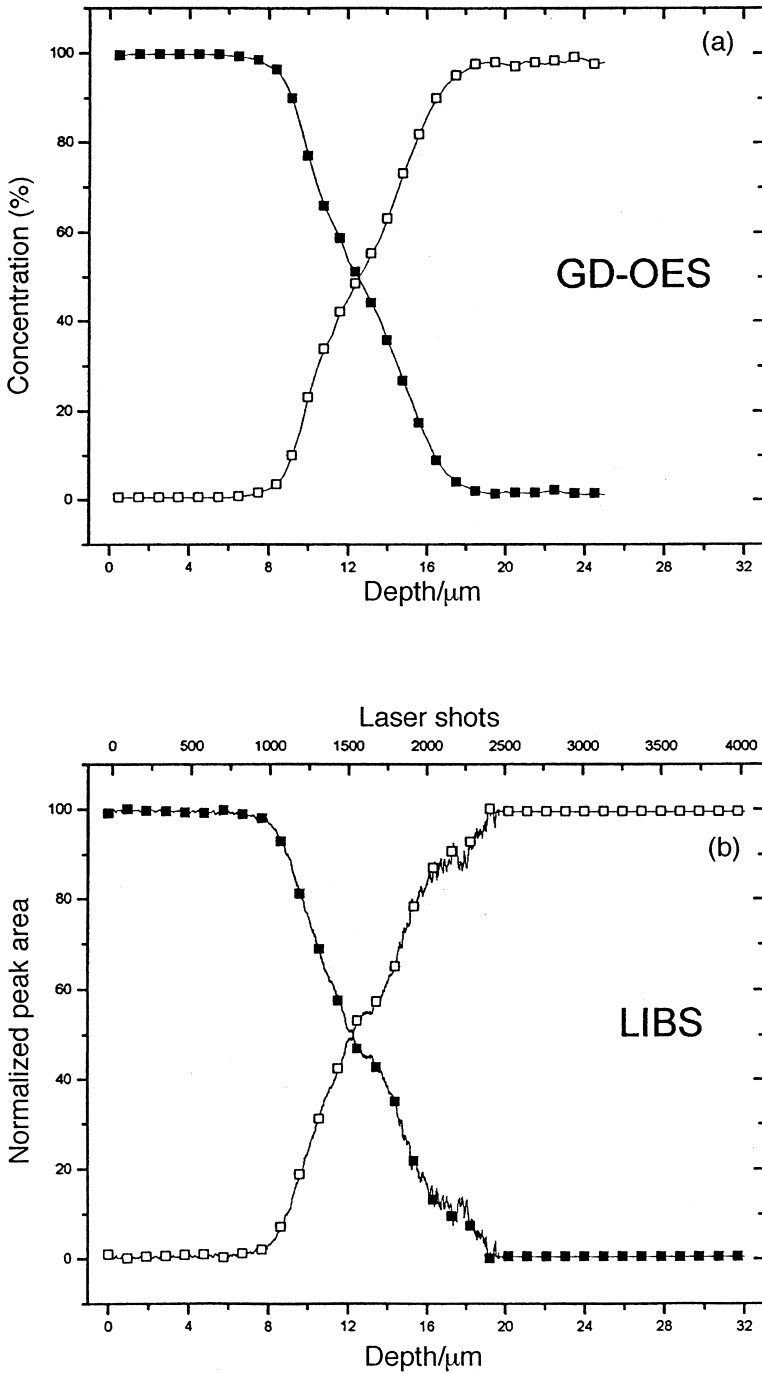 (a)
100
80
60
40
20
0
Concentration (%)
GD-OES
0 4 8 12 16 20 24 28 32
Depth/μm
Laser shots
0 500 1000 1500 2000 2500 3000 3500 4000
(b)
100
80
60
40
20
0
Normalized peak area
LIBS
0 4 8 12 16 20 24 28 32
Depth/μm